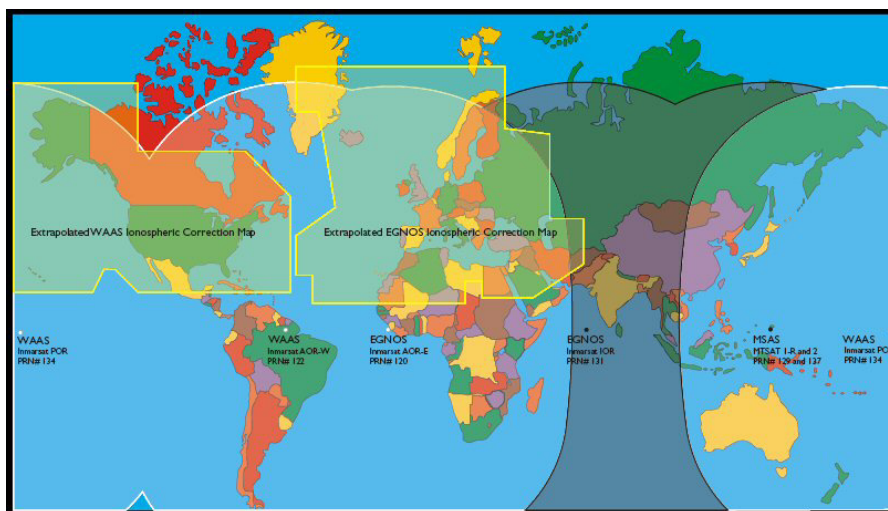 Extrapolated WAAS Ionospheric Correction Map
Extrapolated EGNOS Ionospheric Correction Map
WAAS
Inmarsat POR
PRN# 134
WAAS
Inmarsat AOR-W
PRN# 122
EGNOS
Inmarsat AOR-E
PRN# 120
EGNOS
Inmarsat IOR
PRN# 131
MSAS
MTSAT 1-R and 2
PRN# 129 and 137
WAAS
Inmarsat POR
PRN# 134